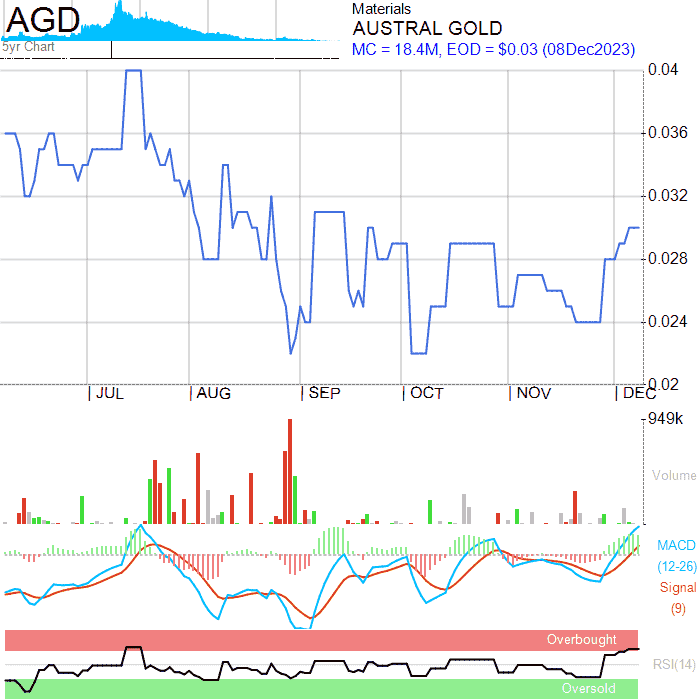 AGD
5yr Chart
Materials
AUSTRAL GOLD
MC = 18.4M, EOD = $0.03 (08Dec2023)
0.04
0.036
0.032
0.028
0.024
0.02
JUL AUG SEP OCT NOV DEC
949k
Volume
MACD
(12-26)
Signal
(9)
Overbought
RSI(14)
Oversold